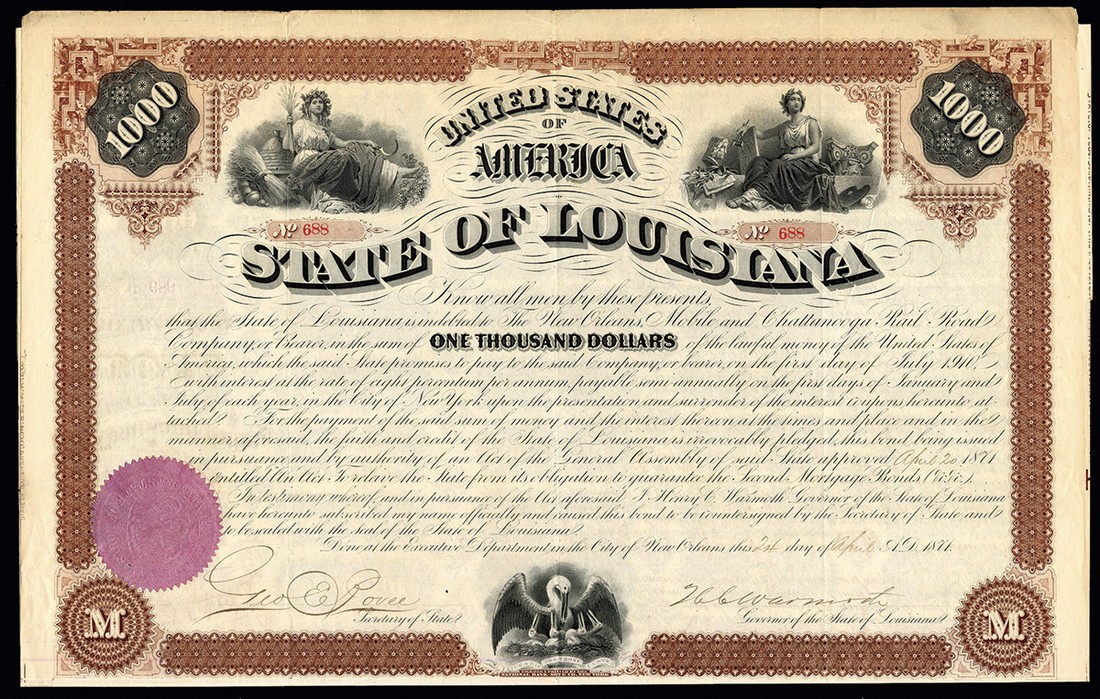 1000
1000
UNITED STATES
OF
AMERICA
No 688
No 688
STATE OF LOUISIANA
Know all men by these presents,
that the State of Louisiana is indebted to The New Orleans, Mobile and Chattanooga Rail Road
Company, or bearer, in the sum of ONE THOUSAND DOLLARS of the lawful money of the United States of
America, which the said State promises to pay to the said Company, or bearer, on the first day of July 1910,
with interest at the rate of eight per centum per annum, payable semi-annually on the first days of January and
July of each year, in the City of New York upon the presentation and surrender of the interest coupons hereunto at-
tached. For the payment of the said sum of money and the interest thereon at the times and place and in the
manner aforesaid, the faith and credit of the State of Louisiana is irrevocably pledged, this bond being issued
in pursuance and by authority of an Act of the General Assembly of said State approved April 20 1871
entitled An Act To relieve the State from its obligation to guarantee the Second Mortgage Bonds,
In testimony whereof, and in pursuance of the Act aforesaid I, Henry C. Warmoth Governor of the State of Louisiana
have hereunto subscribed my name officially and caused this bond to be countersigned by the Secretary of State and
to be sealed with the seal of the State of Louisiana
Done at the Executive Department in the City of New Orleans this 21st day of April A.D. 1871.
Geo E Bovee
H C Warmoth
Secretary of State
Governor of the State of Louisiana
M
M
NATIONAL BANK NOTE CO. NEW YORK